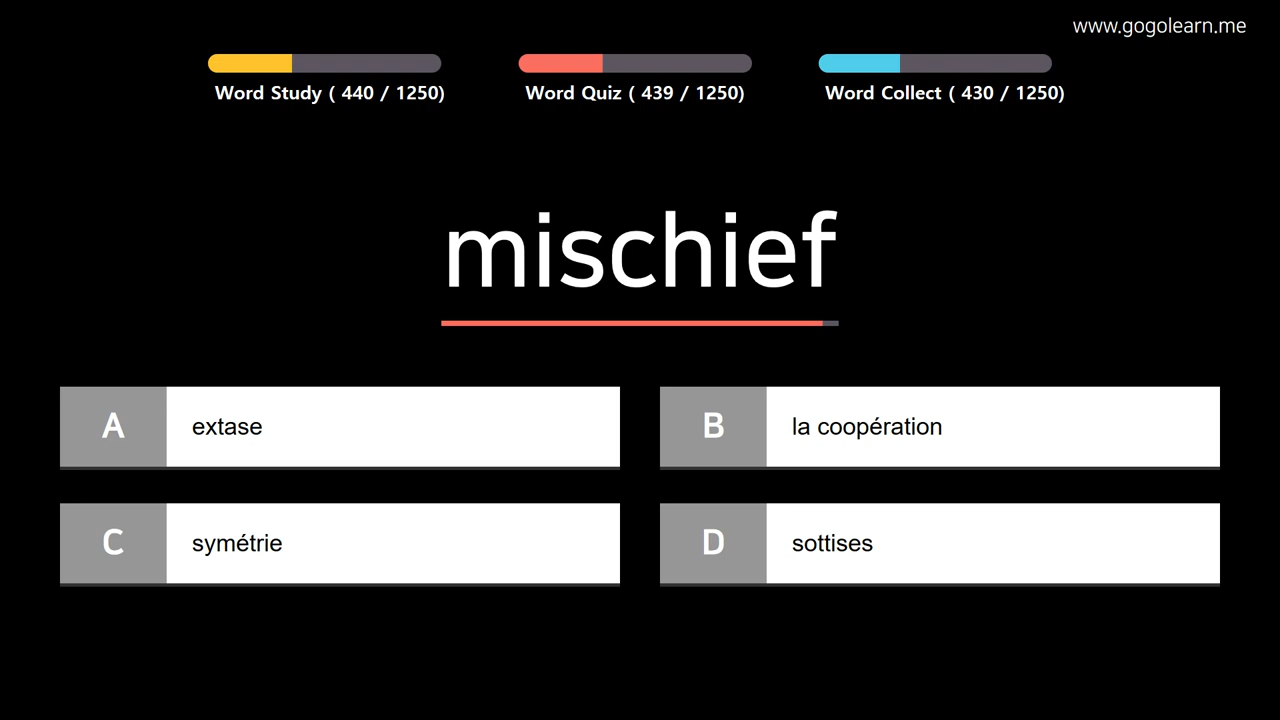 www.gogolearn.me
Word Study ( 440 / 1250)
Word Quiz ( 439 / 1250)
Word Collect ( 430 / 1250)
mischief
A
extase
B
la coopération
C
symétrie
D
sottises